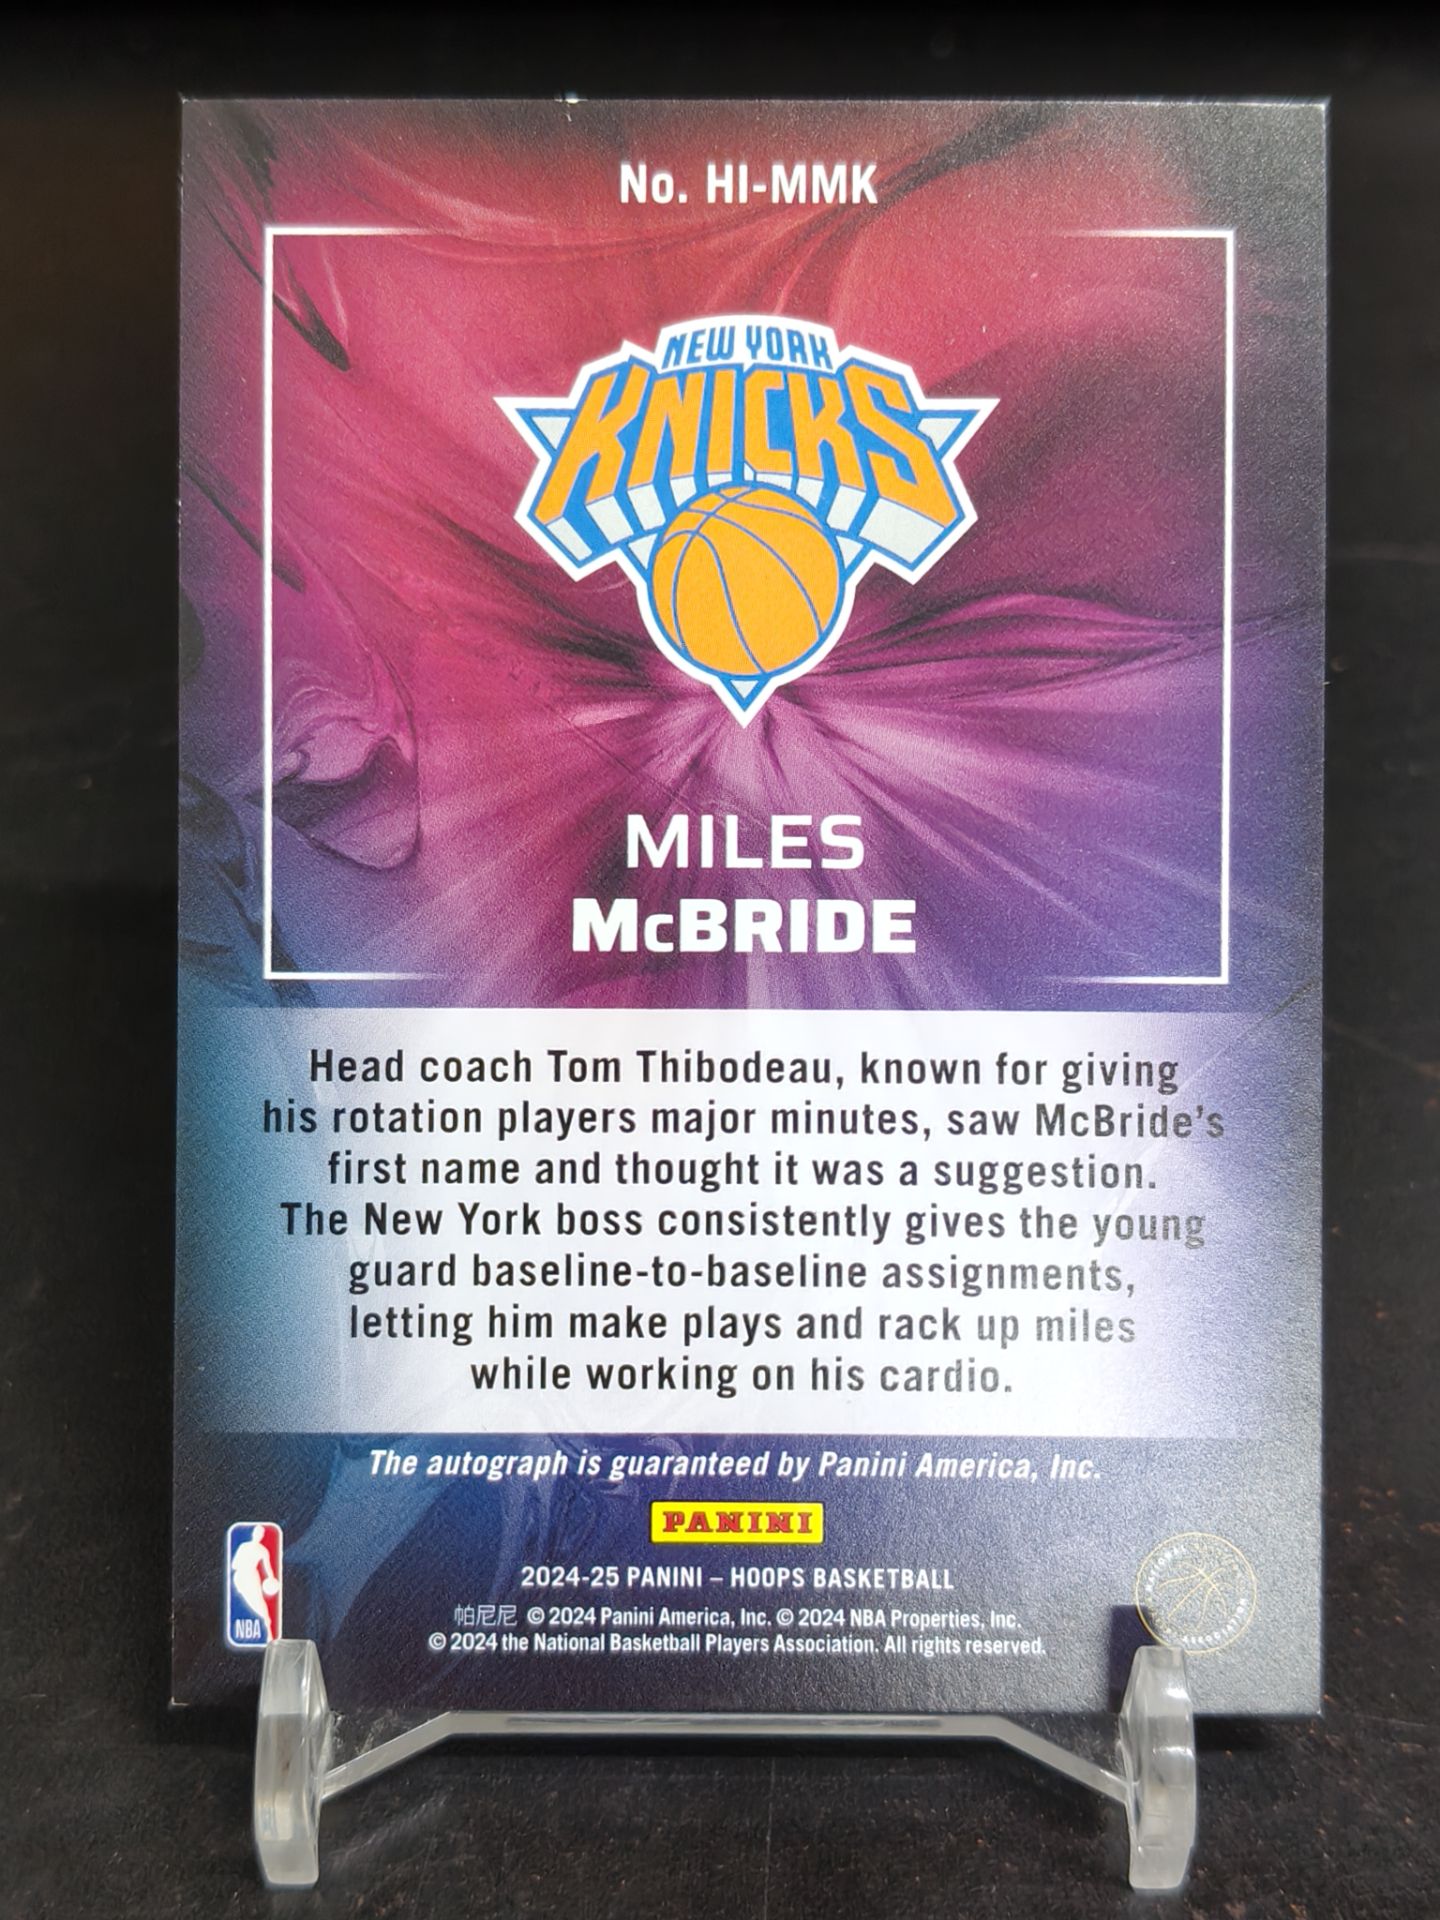 No. HI-MMK
NEW YORK
KNICKS
MILES
McBRIDE
Head coach Tom Thibodeau, known for giving
his rotation players major minutes, saw McBride's
first name and thought it was a suggestion.
The New York boss consistently gives the young
guard baseline-to-baseline assignments,
letting him make plays and rack up miles
while working on his cardio.
The autograph is guaranteed by Panini America, Inc.
PANINI
2024-25 PANINI – HOOPS BASKETBALL
帕尼尼 © 2024 Panini America, Inc. © 2024 NBA Properties, Inc.
© 2024 the National Basketball Players Association. All rights reserved.
NBA